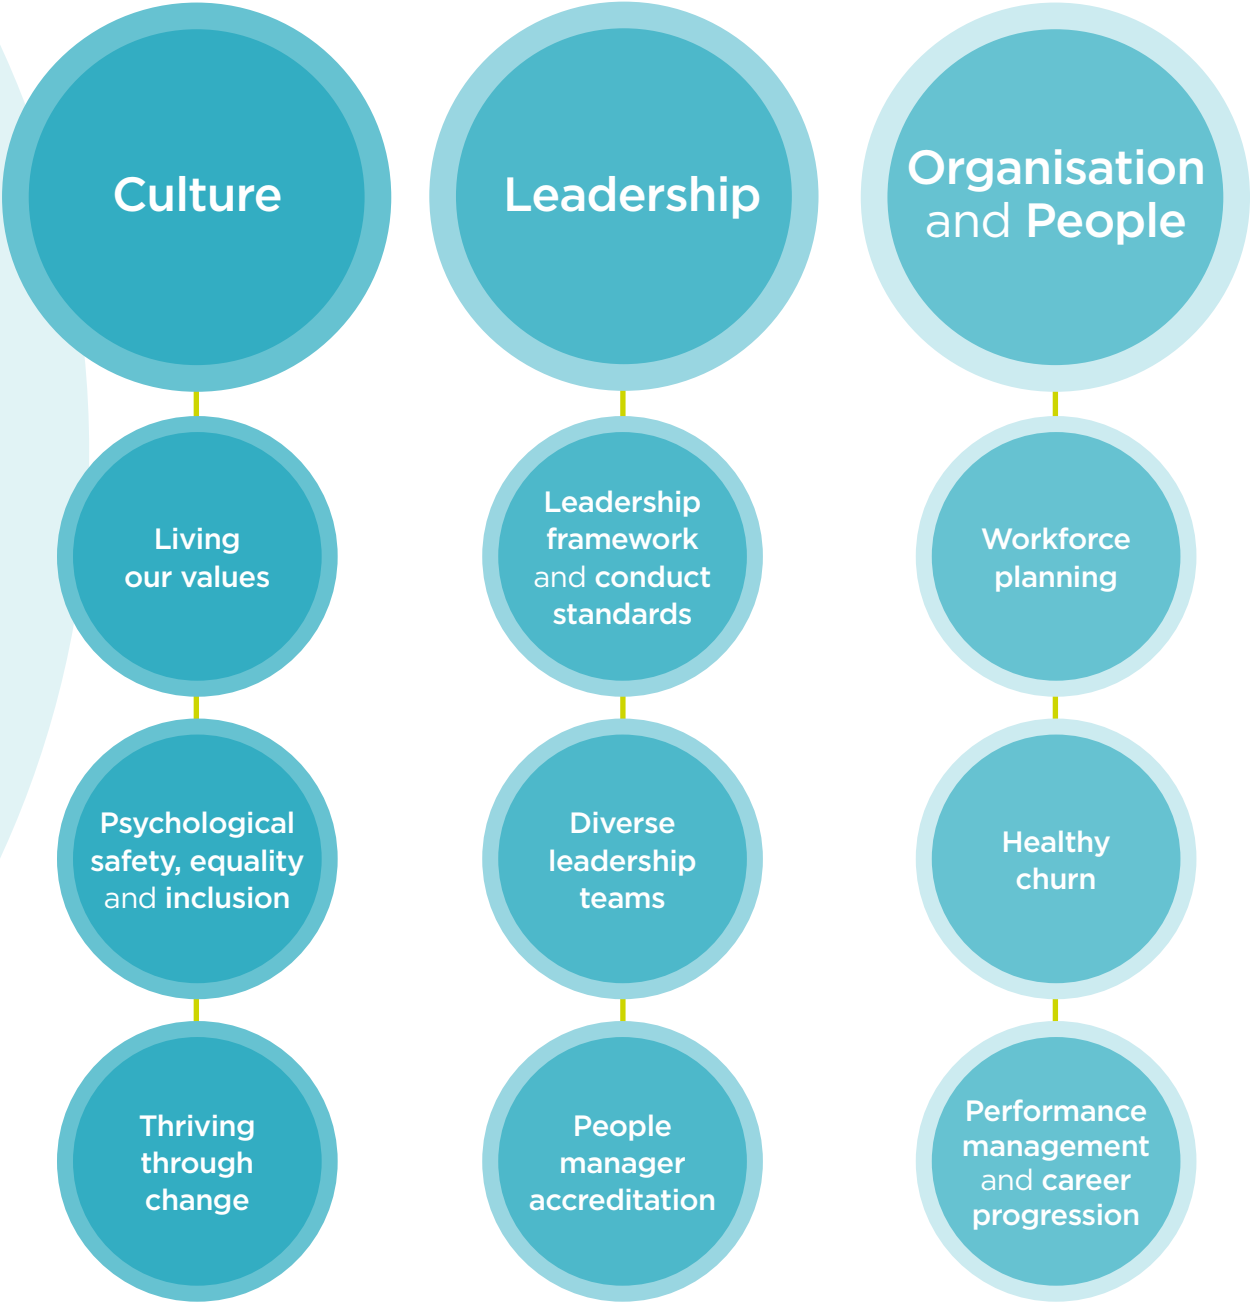 Culture
Living
our values
Psychological
safety, equality
and inclusion
Thriving
through
change
Leadership
Leadership
framework
and conduct
standards
Diverse
leadership
teams
People
manager
accreditation
Organisation
and People
Workforce
planning
Healthy
churn
Performance
management
and career
progression